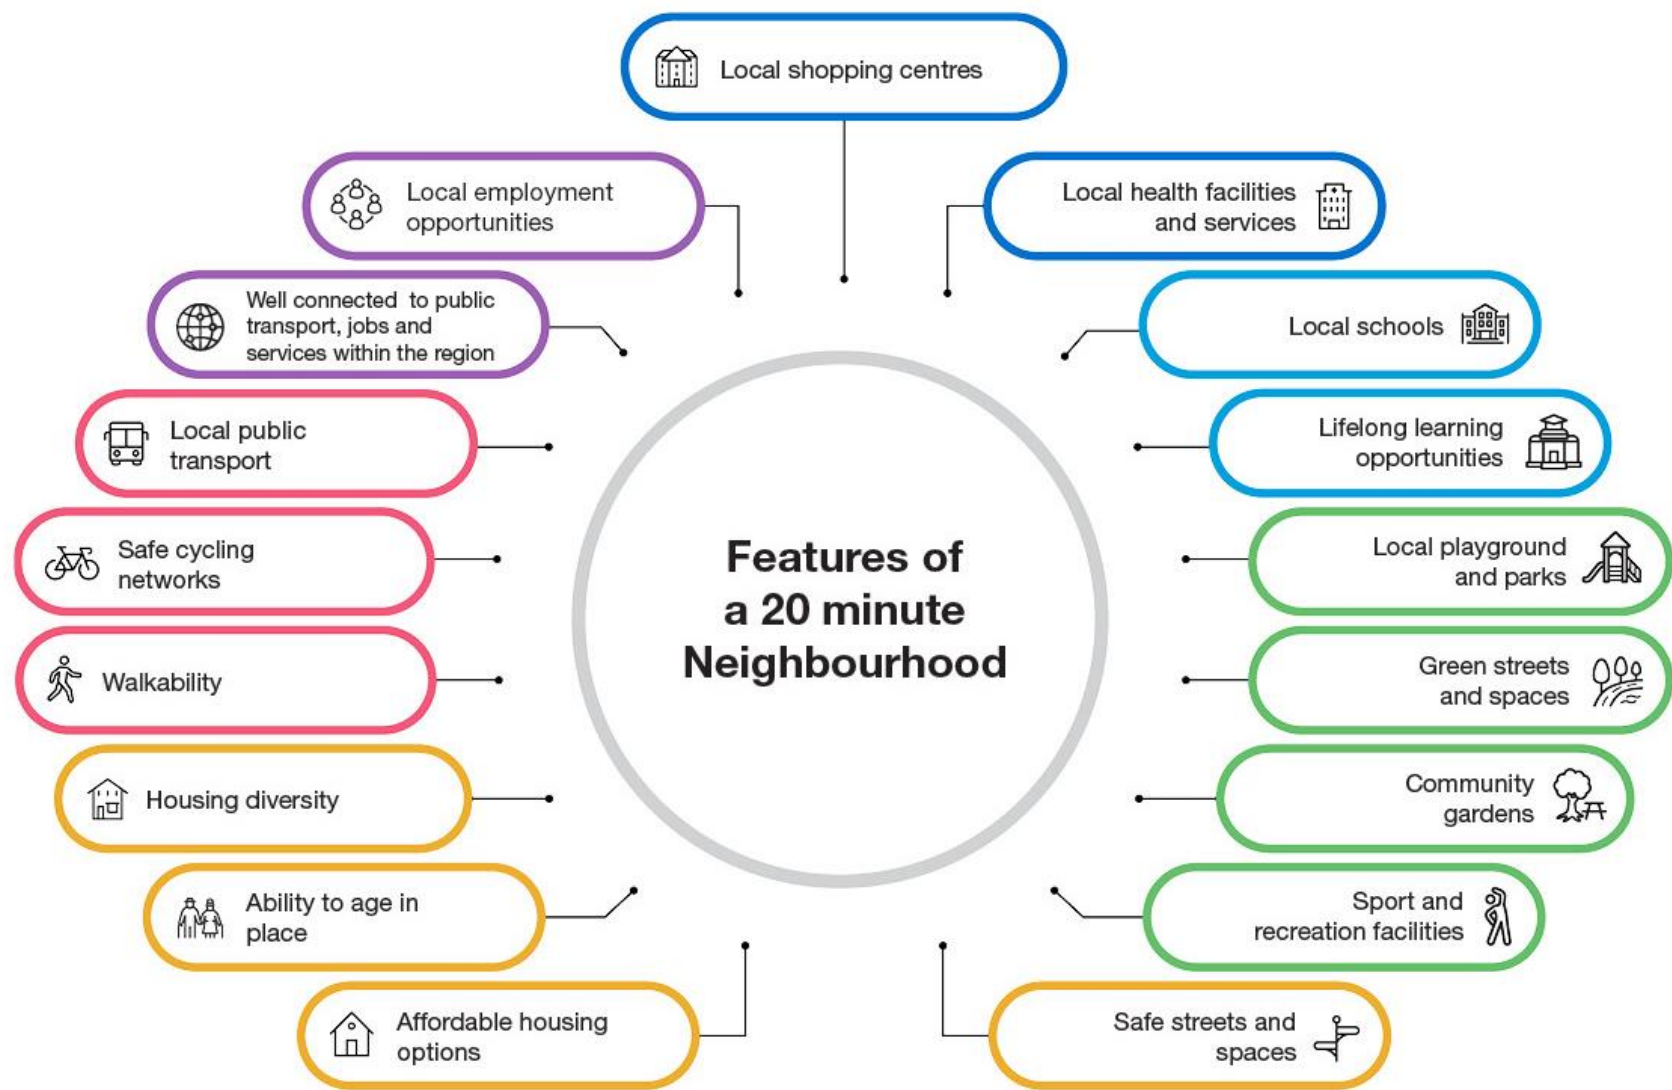 Local shopping centres
Local health facilities
and services
Local schools
Lifelong learning
opportunities
Local playground
and parks
Green streets
and spaces
Community
gardens
Sport and
recreation facilities
Safe streets and
spaces
Affordable housing
options
Ability to age in
place
Housing diversity
Walkability
Safe cycling
networks
Local public
transport
Well connected to public
transport, jobs and
services within the region
Local employment
opportunities
Features of
a 20 minute
Neighbourhood